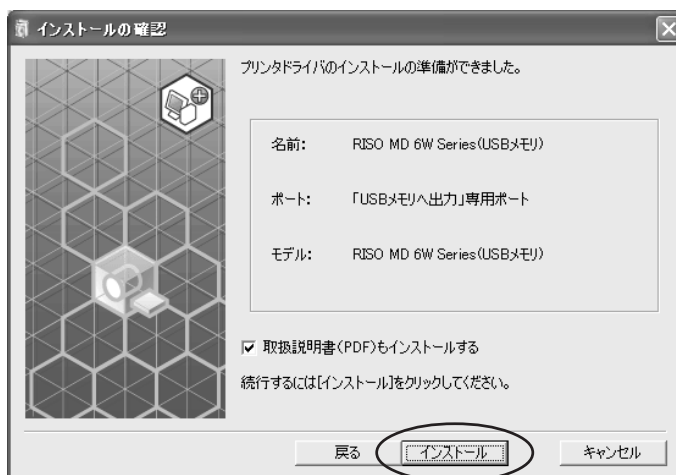 インストールの確認
プリンタドライバのインストールの準備ができました。
名前: RISO MD 6W Series(USBメモリ)
ポート: 「USBメモリへ出力」専用ポート
モデル: RISO MD 6W Series(USBメモリ)
取扱説明書(PDF)もインストールする
続行するには[インストール]をクリックしてください。
戻る インストール キャンセル